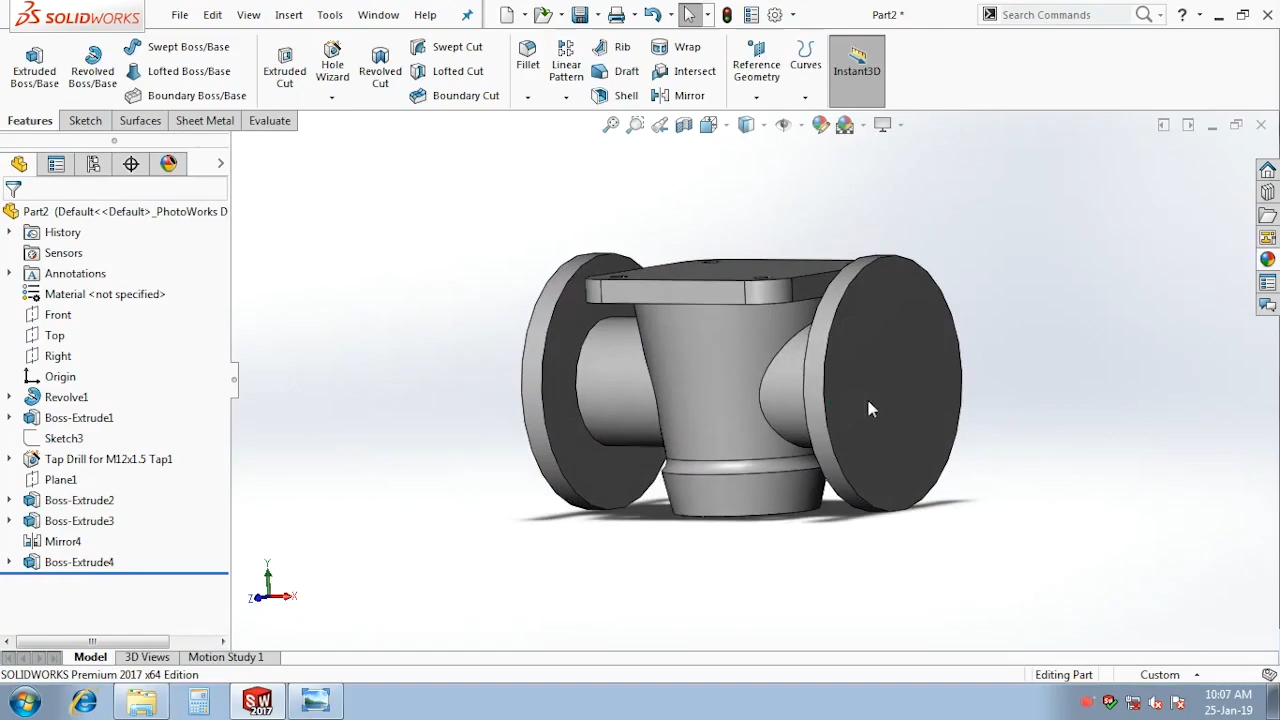 SOLIDWORKS File Edit View Insert Tools Window Help Part2 * Search Commands ?
Extruded Boss/Base
Revolved Boss/Base
Swept Boss/Base
Lofted Boss/Base
Boundary Boss/Base
Extruded Cut
Hole Wizard
Revolved Cut
Swept Cut
Lofted Cut
Boundary Cut
Fillet
Linear Pattern
Rib
Draft
Shell
Wrap
Intersect
Mirror
Reference Geometry
Curves
Instant3D
Features Sketch Surfaces Sheet Metal Evaluate
Part2 (Default<<Default>_PhotoWorks D
History
Sensors
Annotations
Material <not specified>
Front
Top
Right
Origin
Revolve1
Boss-Extrude1
Sketch3
Tap Drill for M12x1.5 Tap1
Plane1
Boss-Extrude2
Boss-Extrude3
Mirror4
Boss-Extrude4
Y
Z X
Model 3D Views Motion Study 1
SOLIDWORKS Premium 2017 x64 Edition Editing Part Custom
SW 2017
10:07 AM
25-Jan-19